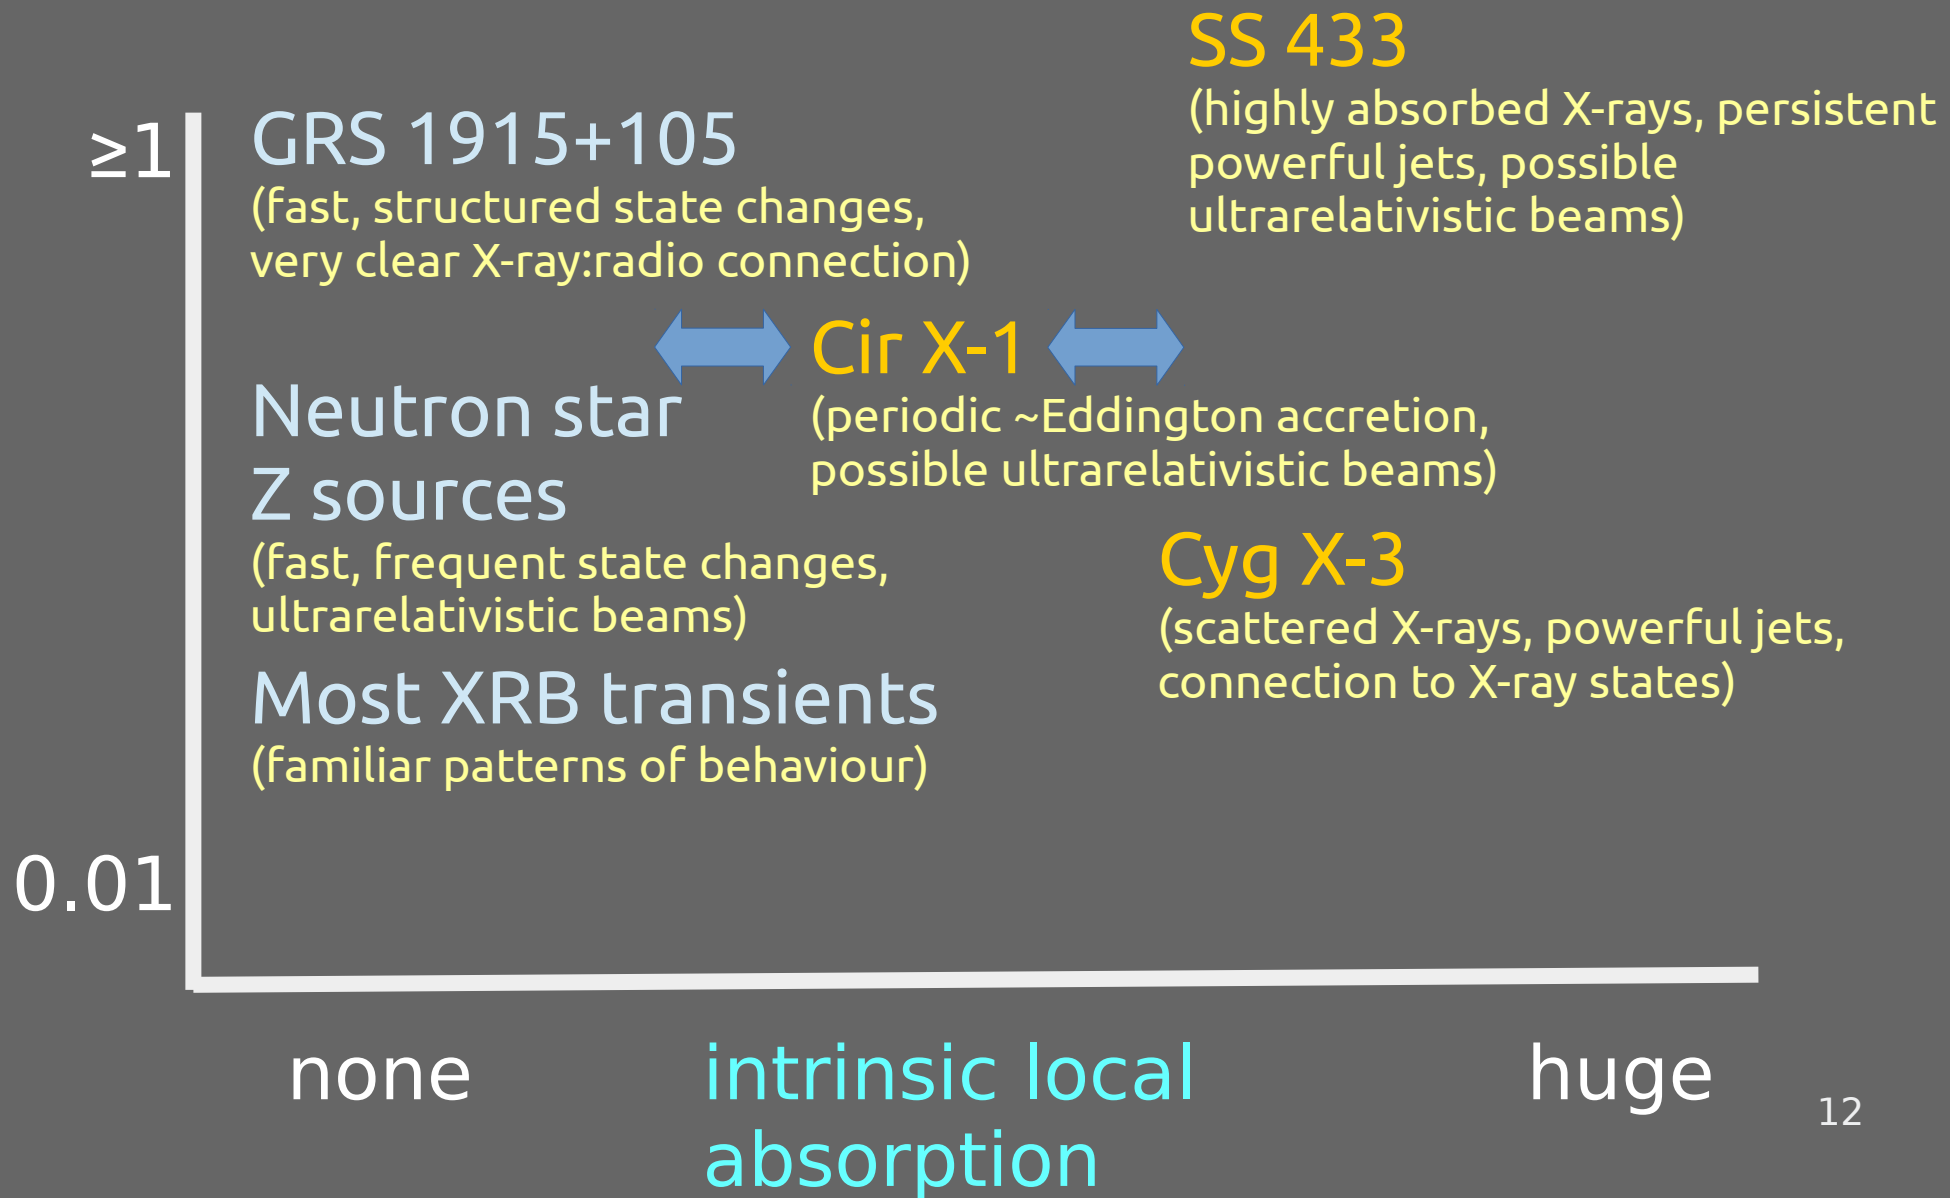 SS 433
(highly absorbed X-rays, persistent
powerful jets, possible
ultrarelativistic beams)
≥1
GRS 1915+105
(fast, structured state changes,
very clear X-ray:radio connection)
Cir X-1
(periodic ~Eddington accretion,
possible ultrarelativistic beams)
Neutron star
Z sources
(fast, frequent state changes,
ultrarelativistic beams)
Cyg X-3
(scattered X-rays, powerful jets,
connection to X-ray states)
Most XRB transients
(familiar patterns of behaviour)
0.01
none
intrinsic local
absorption
huge
12